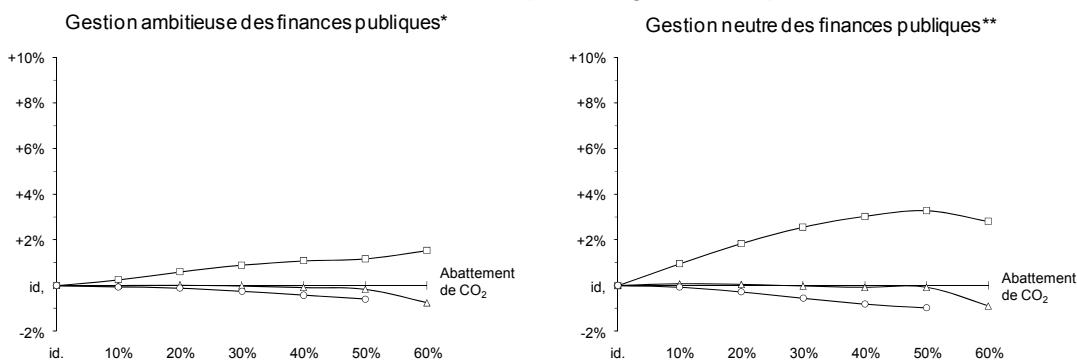 Gestion ambitieuse des finances publiques*
Gestion neutre des finances publiques**
+10%
+8%
+6%
+4%
+2%
id,
-2%
id.
10%
20%
30%
40%
50%
60%
Abattement
de CO₂
+10%
+8%
+6%
+4%
+2%
id,
-2%
id.
10%
20%
30%
40%
50%
60%
Abattement
de CO₂